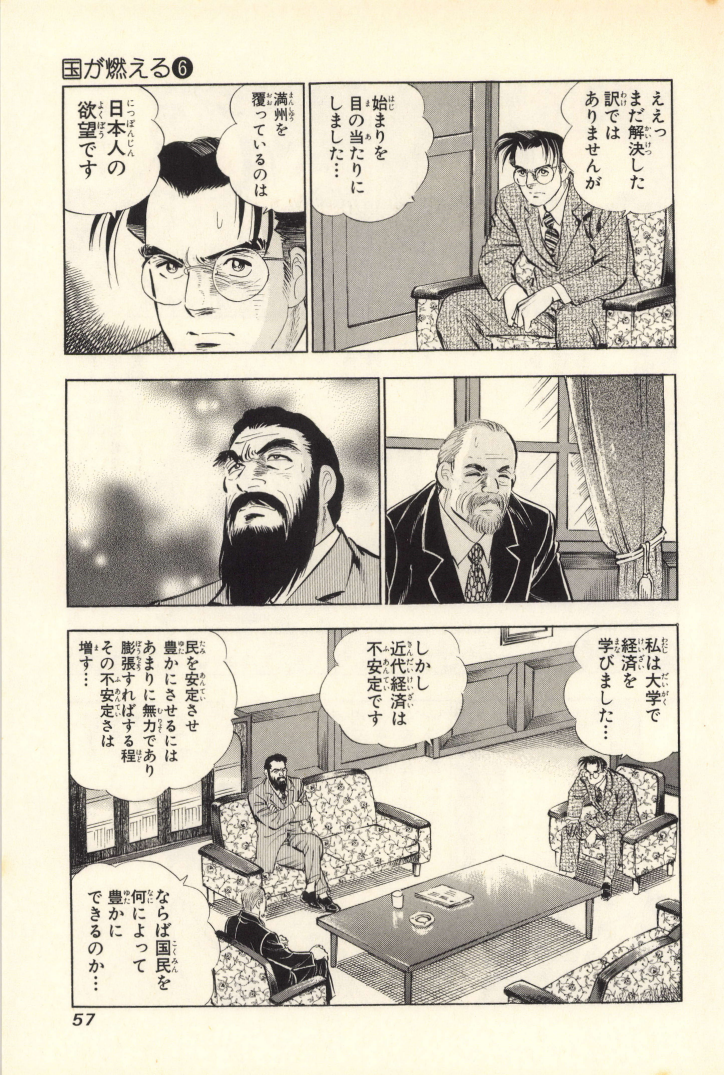 国が燃える❻
ええっ
まだ解決した
訳では
ありませんが
始まりを
目の当たりに
しました…
満州を
覆っているのは
日本人の
欲望です
私は大学で
経済を
学びました…
しかし
近代経済は
不安定です
民を安定させ
豊かにさせるには
あまりに無力であり
膨張すればする程
その不安定さは
増す…
ならば国民を
何によって
豊かに
できるのか…
57